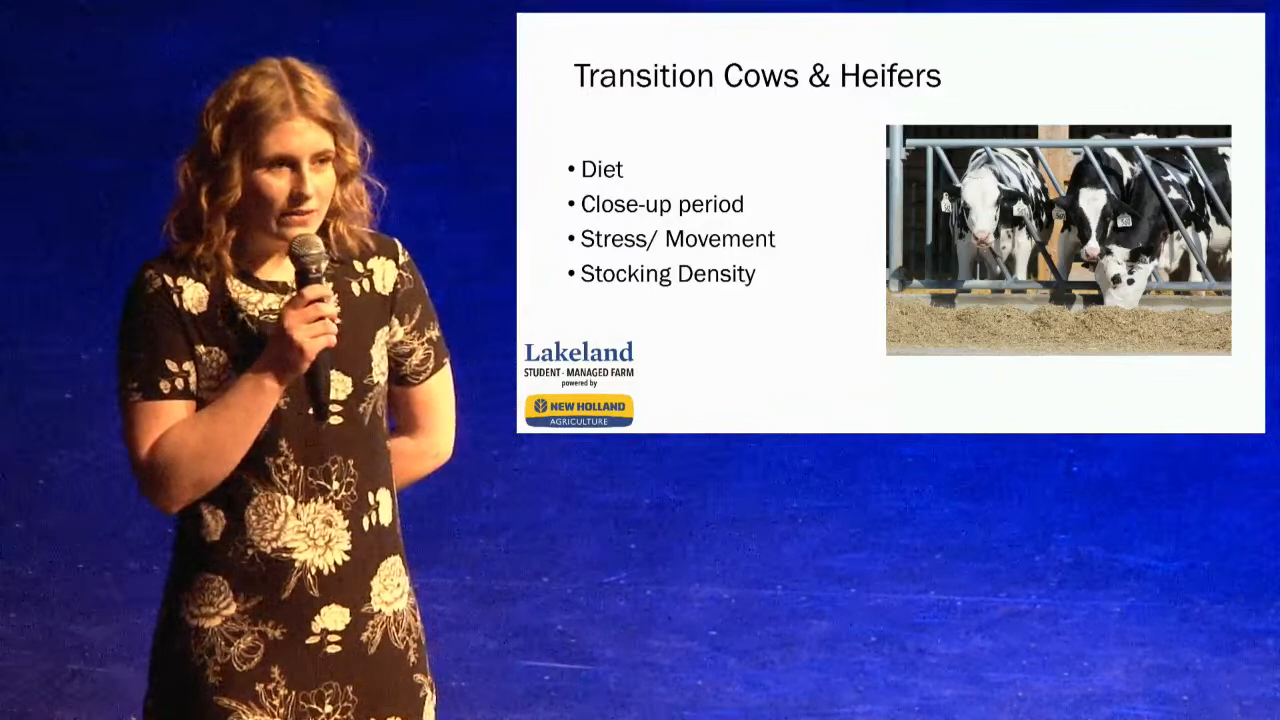 Transition Cows & Heifers
• Diet
• Close-up period
• Stress/ Movement
• Stocking Density
Lakeland
STUDENT-MANAGED FARM
powered by
NEW HOLLAND
AGRICULTURE